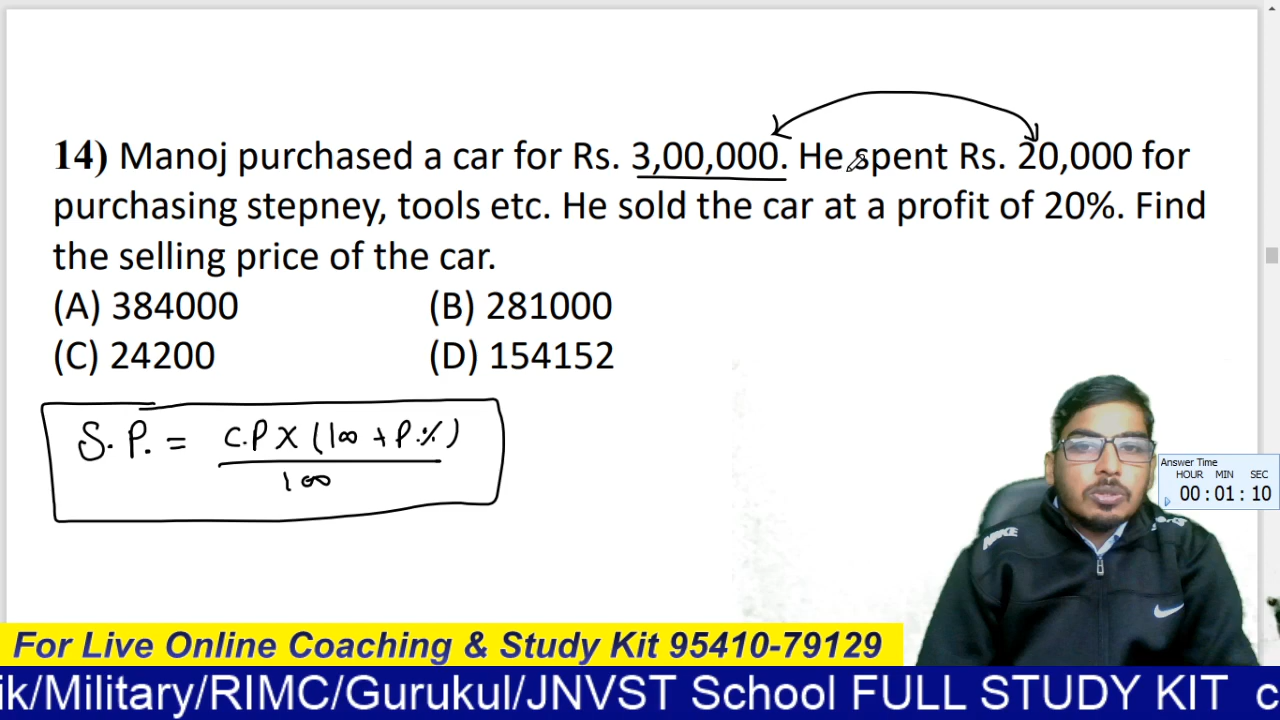 14) Manoj purchased a car for Rs. 3,00,000. He spent Rs. 20,000 for
purchasing stepney, tools etc. He sold the car at a profit of 20%. Find
the selling price of the car.
(A) 384000 (B) 281000
(C) 24200 (D) 154152
S. P. = C.P X (100 + P.%)
100
Answer Time
HOUR MIN SEC
00 : 01 : 10
NIKE
For Live Online Coaching & Study Kit 95410-79129
ik/Military/RIMC/Gurukul/JNVST School FULL STUDY KIT c